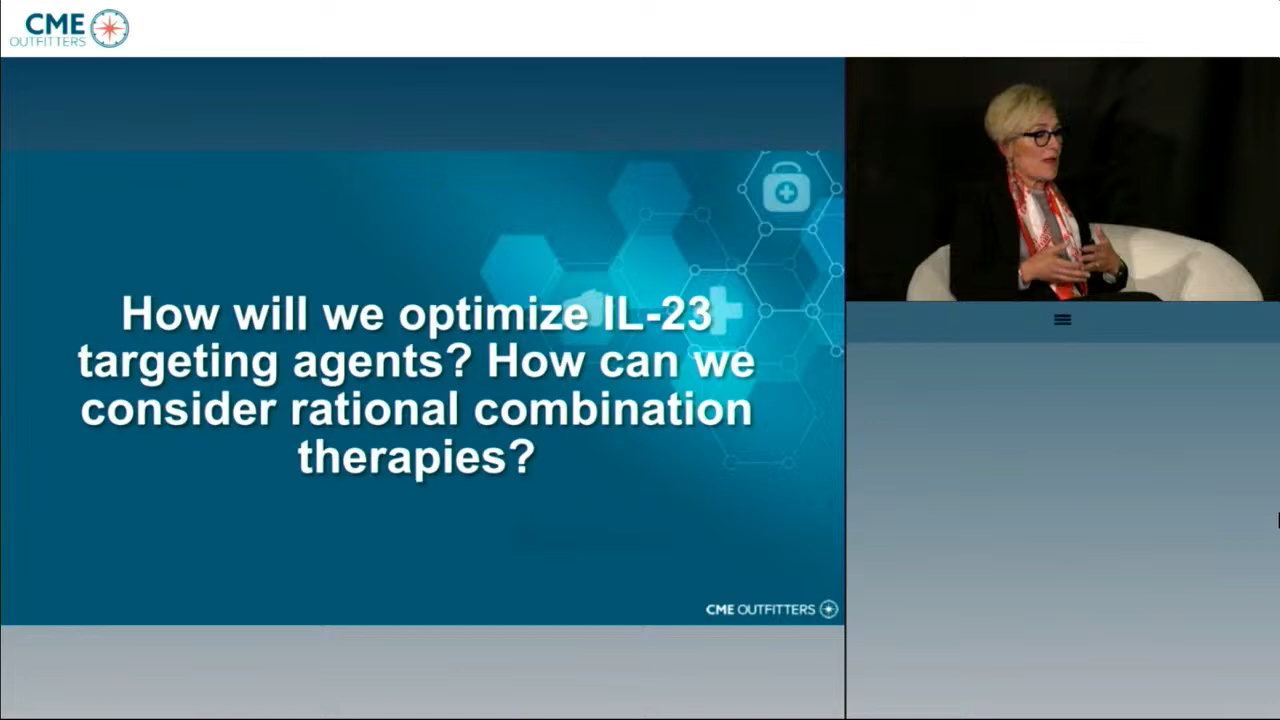 CME
OUTFITTERS
How will we optimize IL-23
targeting agents? How can we
consider rational combination
therapies?
CME OUTFITTERS